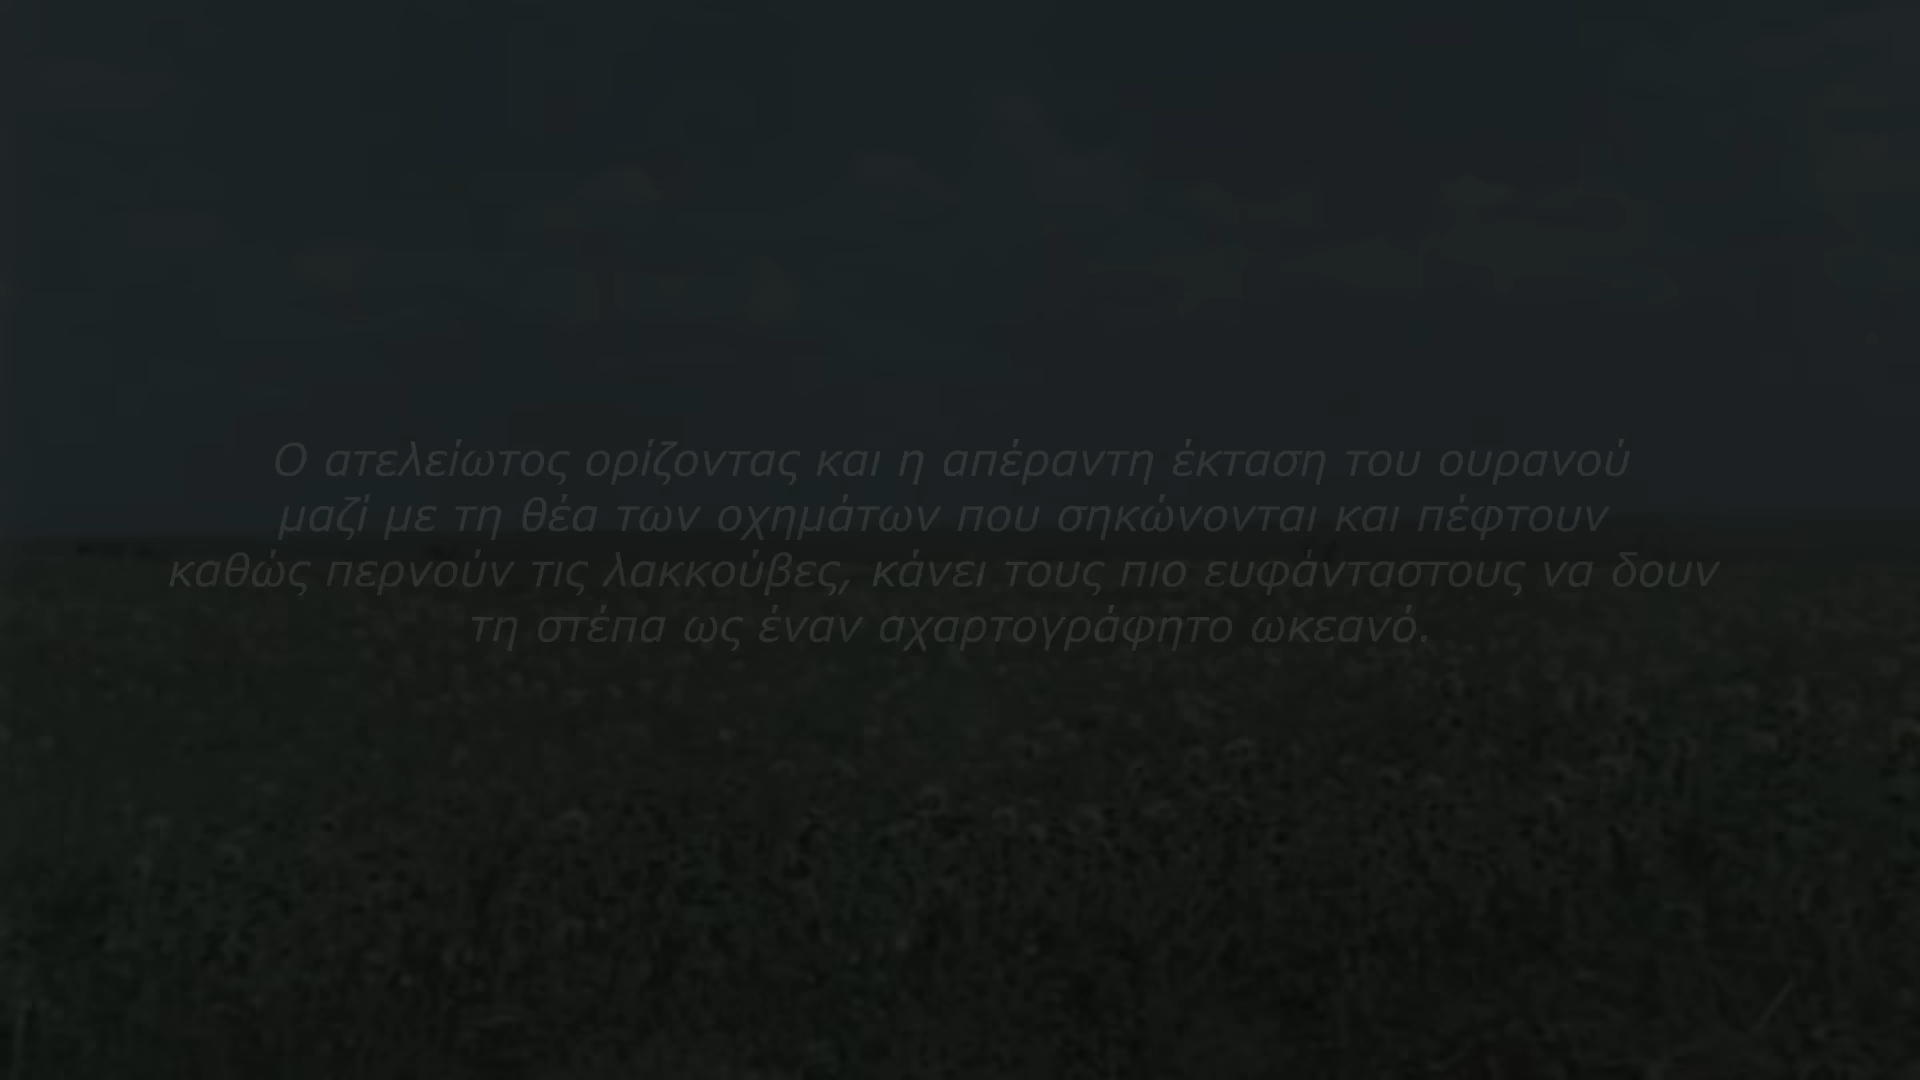 Ο ατελείωτος ορίζοντας και η απέραντη έκταση του ουρανού
μαζί με τη θέα των οχημάτων που σηκώνονται και πέφτουν
καθώς περνούν τις λακκούβες, κάνει τους πιο ευφάνταστους να δουν
τη στέπα ως έναν αχαρτογράφητο ωκεανό.